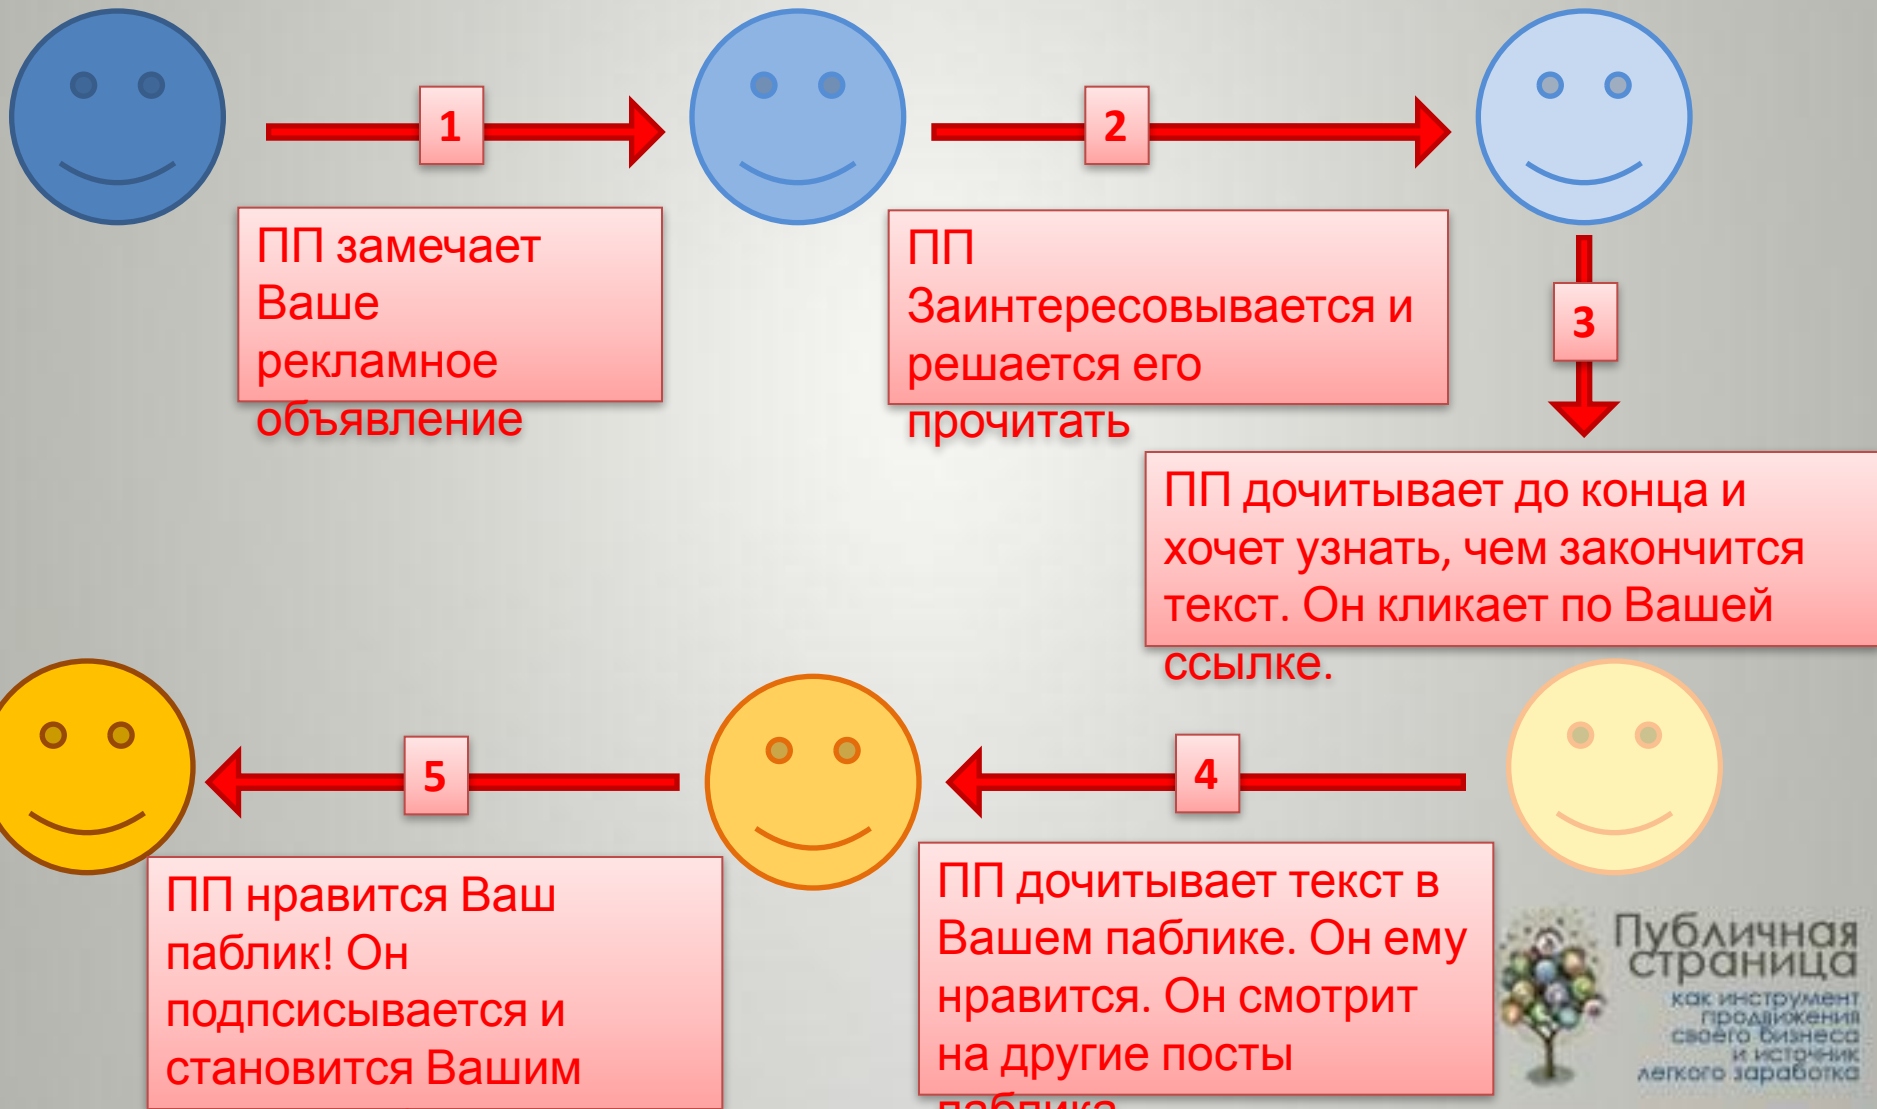 1
ПП замечает
Ваше
рекламное
объявление
2
ПП
Заинтересовывается и
решается его
прочитать
3
ПП дочитывает до конца и
хочет узнать, чем закончится
текст. Он кликает по Вашей
ссылке.
4
ПП дочитывает текст в
Вашем паблике. Он ему
нравится. Он смотрит
на другие посты
паблика
5
ПП нравится Ваш
паблик! Он
подпсисывается и
становится Вашим
Публичная
страница
как инструмент
продвижения
своего бизнеса
и источник
легкого заработка